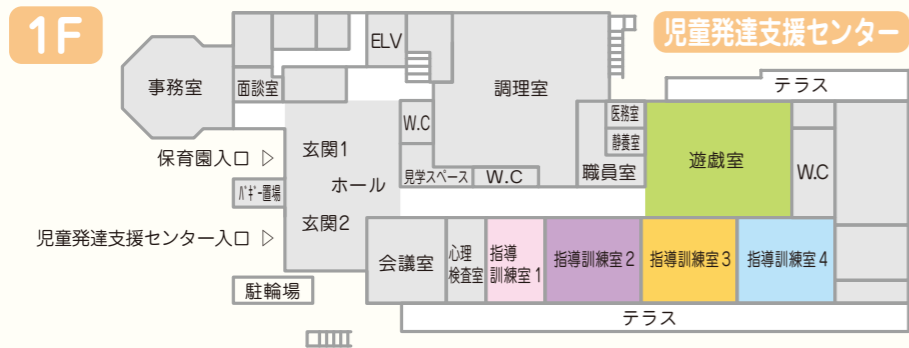 1F
児童発達支援センター
ELV
事務室
面談室
調理室
テラス
W.C
医務室
静養室
職員室
遊戯室
W.C
保育園入口 ▷
玄関1
ホール
見学スペース
W.C
バギー置場
玄関2
児童発達支援センター入口 ▷
会議室
心理
検査室
指導
訓練室1
指導訓練室2
指導訓練室3
指導訓練室4
駐輪場
テラス